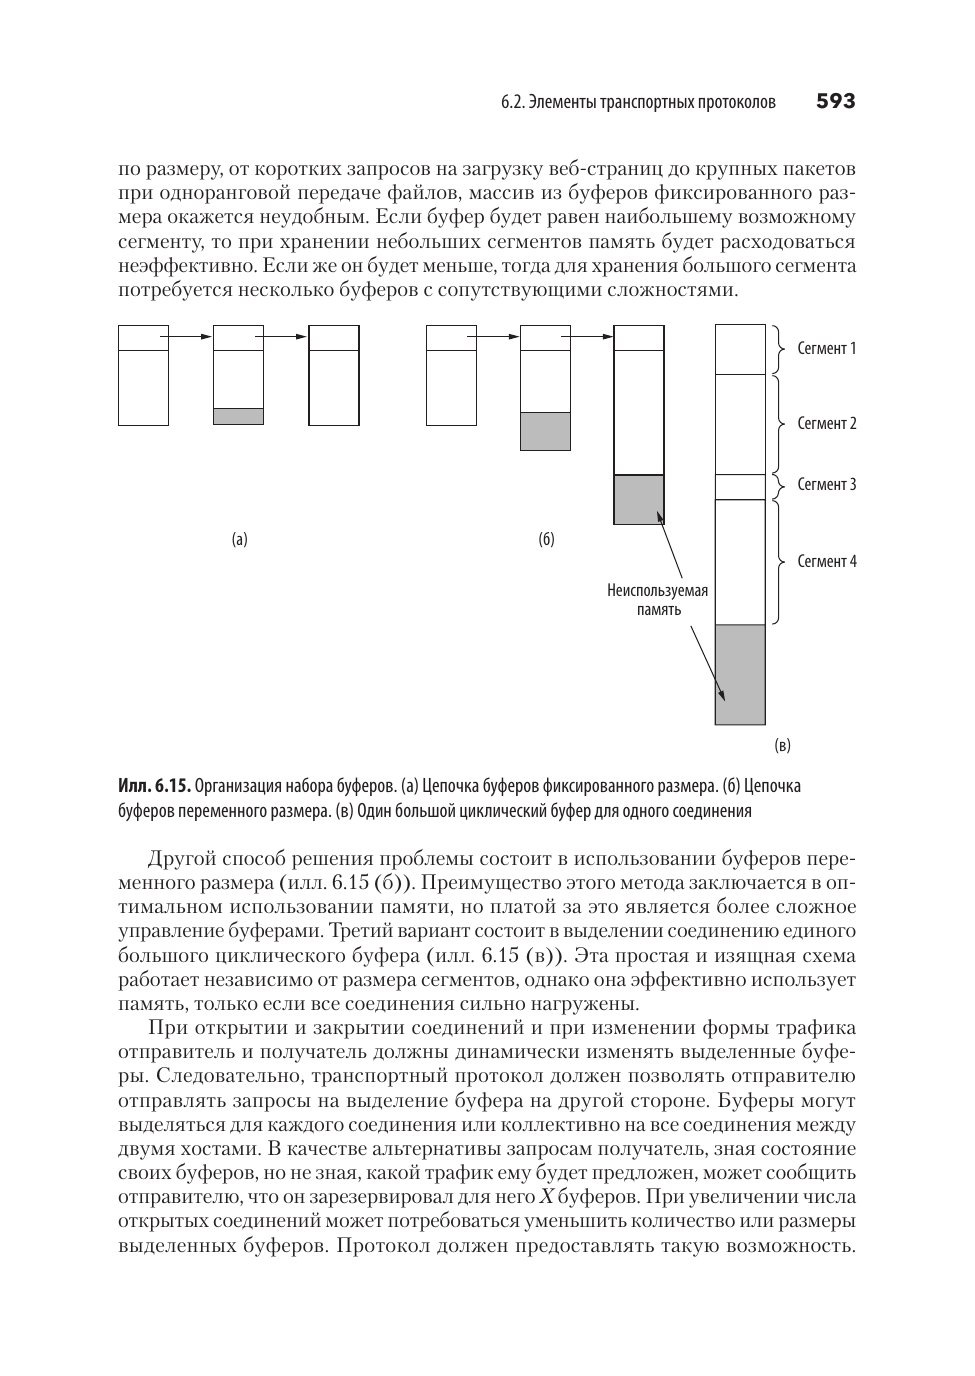 6.2. Элементы транспортных протоколов 593
по размеру, от коротких запросов на загрузку веб-страниц до крупных пакетов
при одноранговой передаче файлов, массив из буферов фиксированного раз-
мера окажется неудобным. Если буфер будет равен наибольшему возможному
сегменту, то при хранении небольших сегментов память будет расходоваться
неэффективно. Если же он будет меньше, тогда для хранения большого сегмента
потребуется несколько буферов с сопутствующими сложностями.
Сегмент 1
Сегмент 2
Сегмент 3
Сегмент 4
(а)
(б)
Неиспользуемая
память
(в)
Илл. 6.15. Организация набора буферов. (а) Цепочка буферов фиксированного размера. (б) Цепочка
буферов переменного размера. (в) Один большой циклический буфер для одного соединения
Другой способ решения проблемы состоит в использовании буферов пере-
менного размера (илл. 6.15 (б)). Преимущество этого метода заключается в оп-
тимальном использовании памяти, но платой за это является более сложное
управление буферами. Третий вариант состоит в выделении соединению единого
большого циклического буфера (илл. 6.15 (в)). Эта простая и изящная схема
работает независимо от размера сегментов, однако она эффективно использует
память, только если все соединения сильно нагружены.
При открытии и закрытии соединений и при изменении формы трафика
отправитель и получатель должны динамически изменять выделенные буфе-
ры. Следовательно, транспортный протокол должен позволять отправителю
отправлять запросы на выделение буфера на другой стороне. Буферы могут
выделяться для каждого соединения или коллективно на все соединения между
двумя хостами. В качестве альтернативы запросам получатель, зная состояние
своих буферов, но не зная, какой трафик ему будет предложен, может сообщить
отправителю, что он зарезервировал для него X буферов. При увеличении числа
открытых соединений может потребоваться уменьшить количество или размеры
выделенных буферов. Протокол должен предоставлять такую возможность.